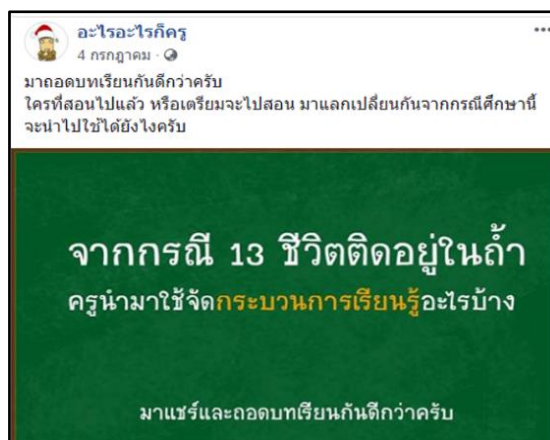 อะไรอะไรก็ครู
4 กรกฎาคม ·
มาถอดบทเรียนกันดีกว่าครับ
ใครที่สอนไปแล้ว หรือเตรียมจะไปสอน มาแลกเปลี่ยนกันจากกรณีศึกษานี้
จะนำไปใช้ได้ยังไงครับ
จากกรณี 13 ชีวิตติดอยู่ในถ้ำ
ครูนำมาใช้จัดกระบวนการเรียนรู้อะไรบ้าง
มาแชร์และถอดบทเรียนกันดีกว่าครับ